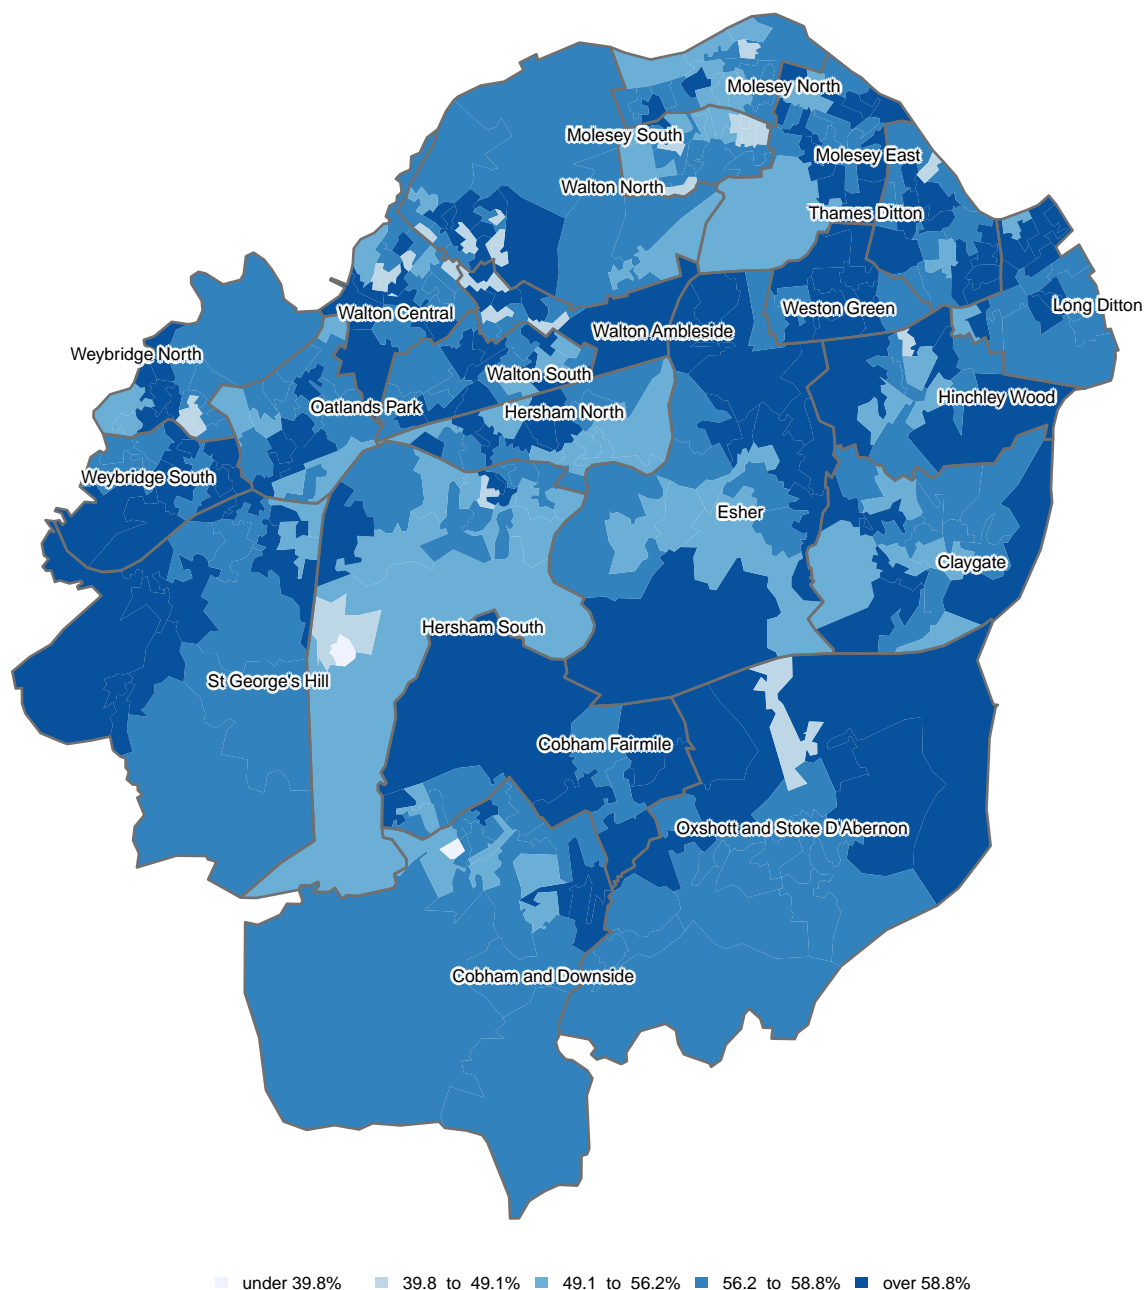 Molesey North
Molesey South
Molesey East
Walton North
Thames Ditton
Long Ditton
Weston Green
Walton Central
Walton Ambleside
Weybridge North
Walton South
Hinchley Wood
Oatlands Park
Hersham North
Weybridge South
Esher
Claygate
Hersham South
St George's Hill
Cobham Fairmile
Oxshott and Stoke D'Abernon
Cobham and Downside
under 39.8% 39.8 to 49.1% 49.1 to 56.2% 56.2 to 58.8% over 58.8%